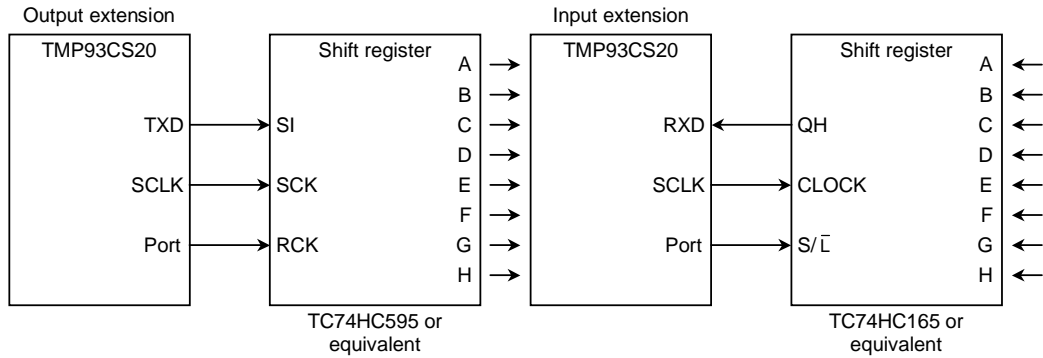 Output extension
TMP93CS20
TXD
SCLK
Port
Shift register
SI
SCK
RCK
A
B
C
D
E
F
G
H
TC74HC595 or
equivalent
Input extension
TMP93CS20
RXD
SCLK
Port
Shift register
QH
CLOCK
S/L̅
A
B
C
D
E
F
G
H
TC74HC165 or
equivalent